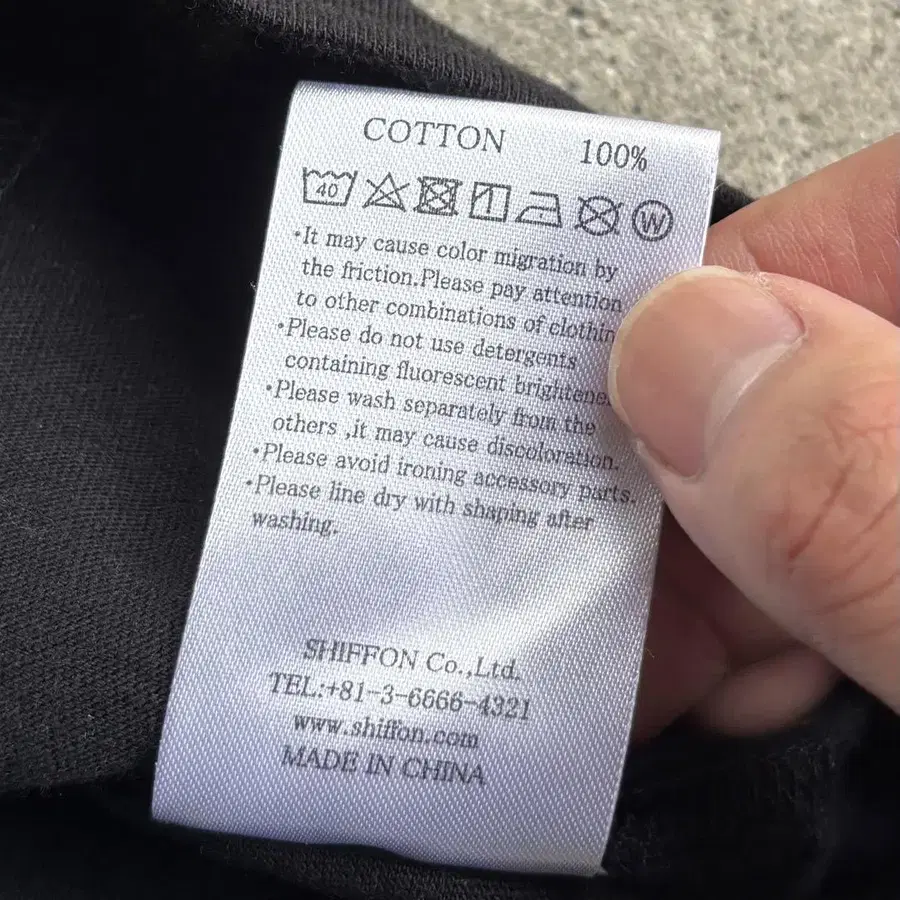 COTTON 100%
40 W
•It may cause color migration by
the friction.Please pay attention
to other combinations of
•Please do not use detergents
containing fluorescent
•Please wash separately from the
others ,it may cause discoloration.
•Please avoid ironing accessory parts.
•Please line dry with shaping after
washing.
SHIFFON Co.,Ltd.
TEL:+81-3-6666-4321
www.shiffon.com
MADE IN CHINA